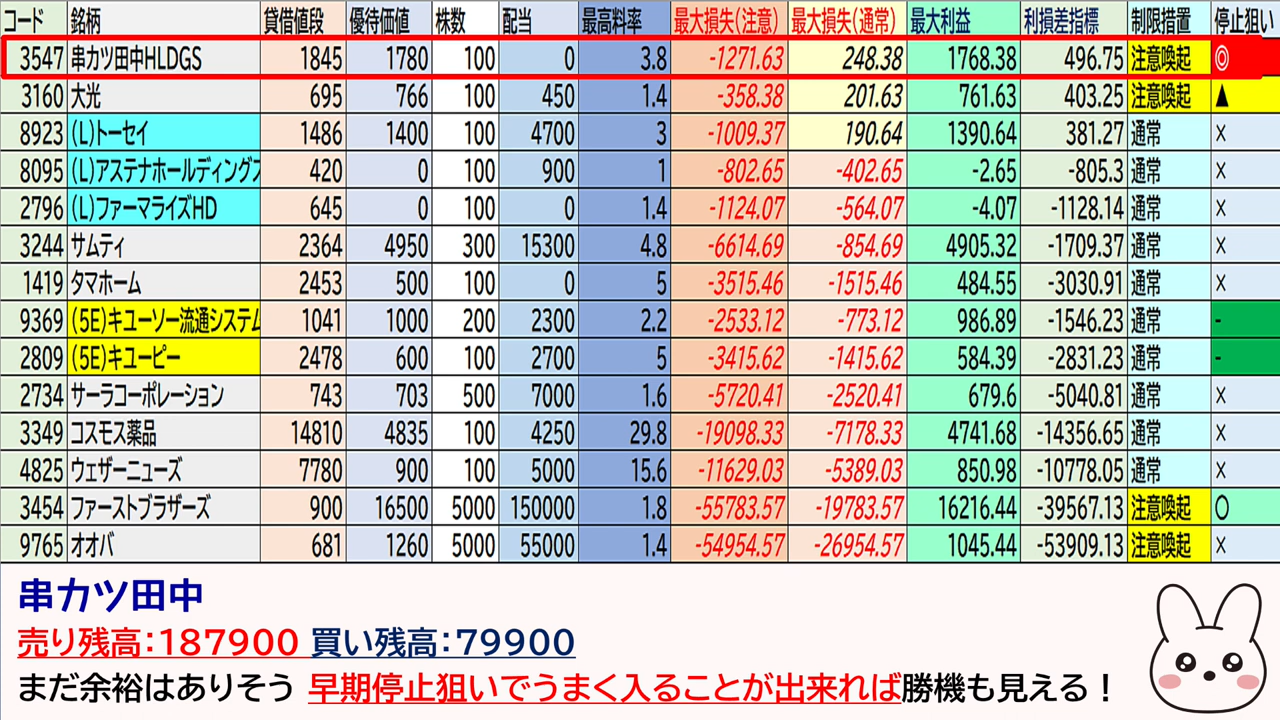 コード 銘柄 貸借値段 優待価値 株数 配当 最高料率 最大損失(注意) 最大損失(通常) 最大利益 利損差指標 制限措置 停止狙い
3547 串カツ田中HLDGS 1845 1780 100 0 3.8 -1271.63 248.38 1768.38 496.75 注意喚起 ◎
3160 大光 695 766 100 450 1.4 -358.38 201.63 761.63 403.25 注意喚起 ▲
8923 (L)トーセイ 1486 1400 100 4700 3 -1009.37 190.64 1390.64 381.27 通常 ×
8095 (L)アステナホールディングス 420 0 100 900 1 -802.65 -402.65 -2.65 -805.3 通常 ×
2796 (L)ファーマライズHD 645 0 100 0 1.4 -1124.07 -564.07 -4.07 -1128.14 通常 ×
3244 サムティ 2364 4950 300 15300 4.8 -6614.69 -854.69 4905.32 -1709.37 通常 ×
1419 タマホーム 2453 500 100 0 5 -3515.46 -1515.46 484.55 -3030.91 通常 ×
9369 (5E)キユーソー流通システム 1041 1000 200 2300 2.2 -2533.12 -773.12 986.89 -1546.23 通常 -
2809 (5E)キユーピー 2478 600 100 2700 5 -3415.62 -1415.62 584.39 -2831.23 通常 -
2734 サーラコーポレーション 743 703 500 7000 1.6 -5720.41 -2520.41 679.6 -5040.81 通常 ×
3349 コスモス薬品 14810 4835 100 4250 29.8 -19098.33 -7178.33 4741.68 -14356.65 通常 ×
4825 ウェザーニューズ 7780 900 100 5000 15.6 -11629.03 -5389.03 850.98 -10778.05 通常 ×
3454 ファーストブラザーズ 900 16500 5000 150000 1.8 -55783.57 -19783.57 16216.44 -39567.13 注意喚起 ○
9765 オオバ 681 1260 5000 55000 1.4 -54954.57 -26954.57 1045.44 -53909.13 注意喚起 ×
串カツ田中
売り残高:187900 買い残高:79900
まだ余裕はありそう 早期停止狙いでうまく入ることが出来れば勝機も見える！